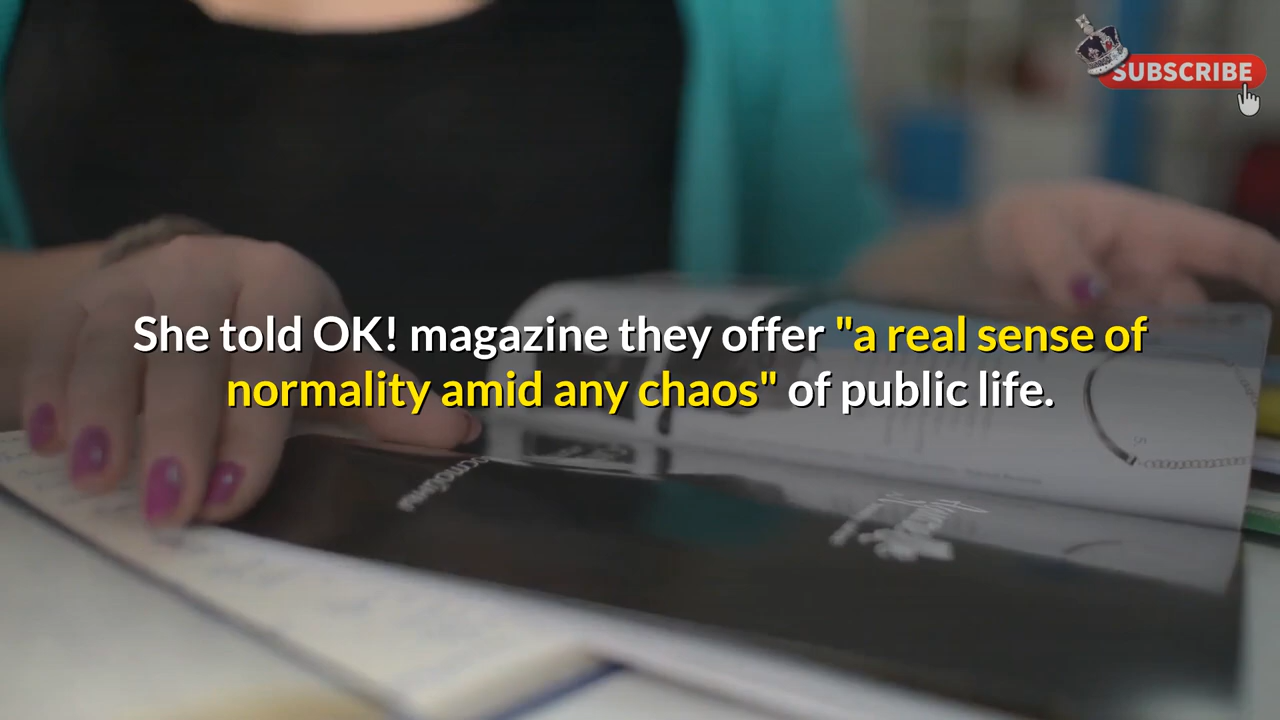 SUBSCRIBE
She told OK! magazine they offer "a real sense of
normality amid any chaos" of public life.